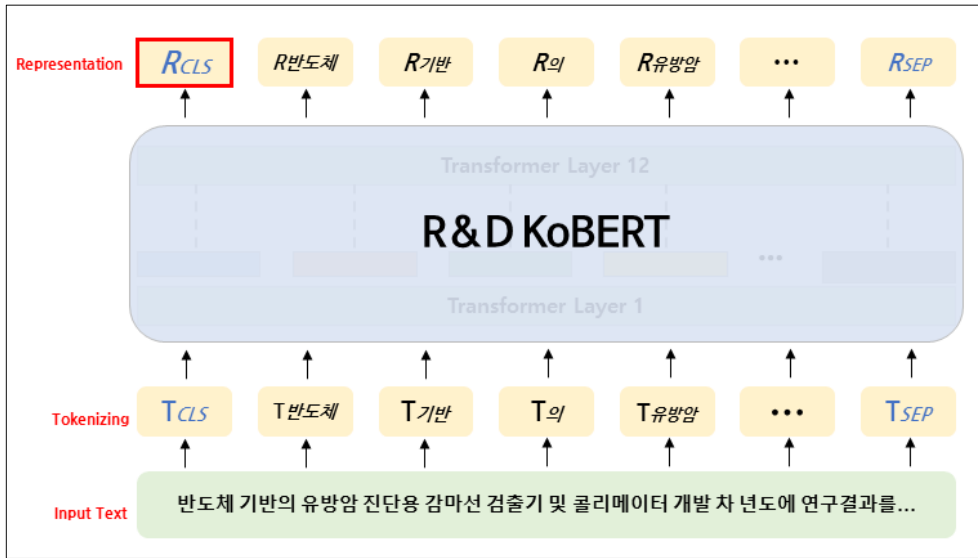 Representation RCLS R반도체 R기반 R의 R유방암 ... RSEP
Transformer Layer 12
R&D KoBERT
...
Transformer Layer 1
Tokenizing TCLS T반도체 T기반 T의 T유방암 ... TSEP
Input Text 반도체 기반의 유방암 진단용 감마선 검출기 및 콜리메이터 개발 차 년도에 연구결과를...